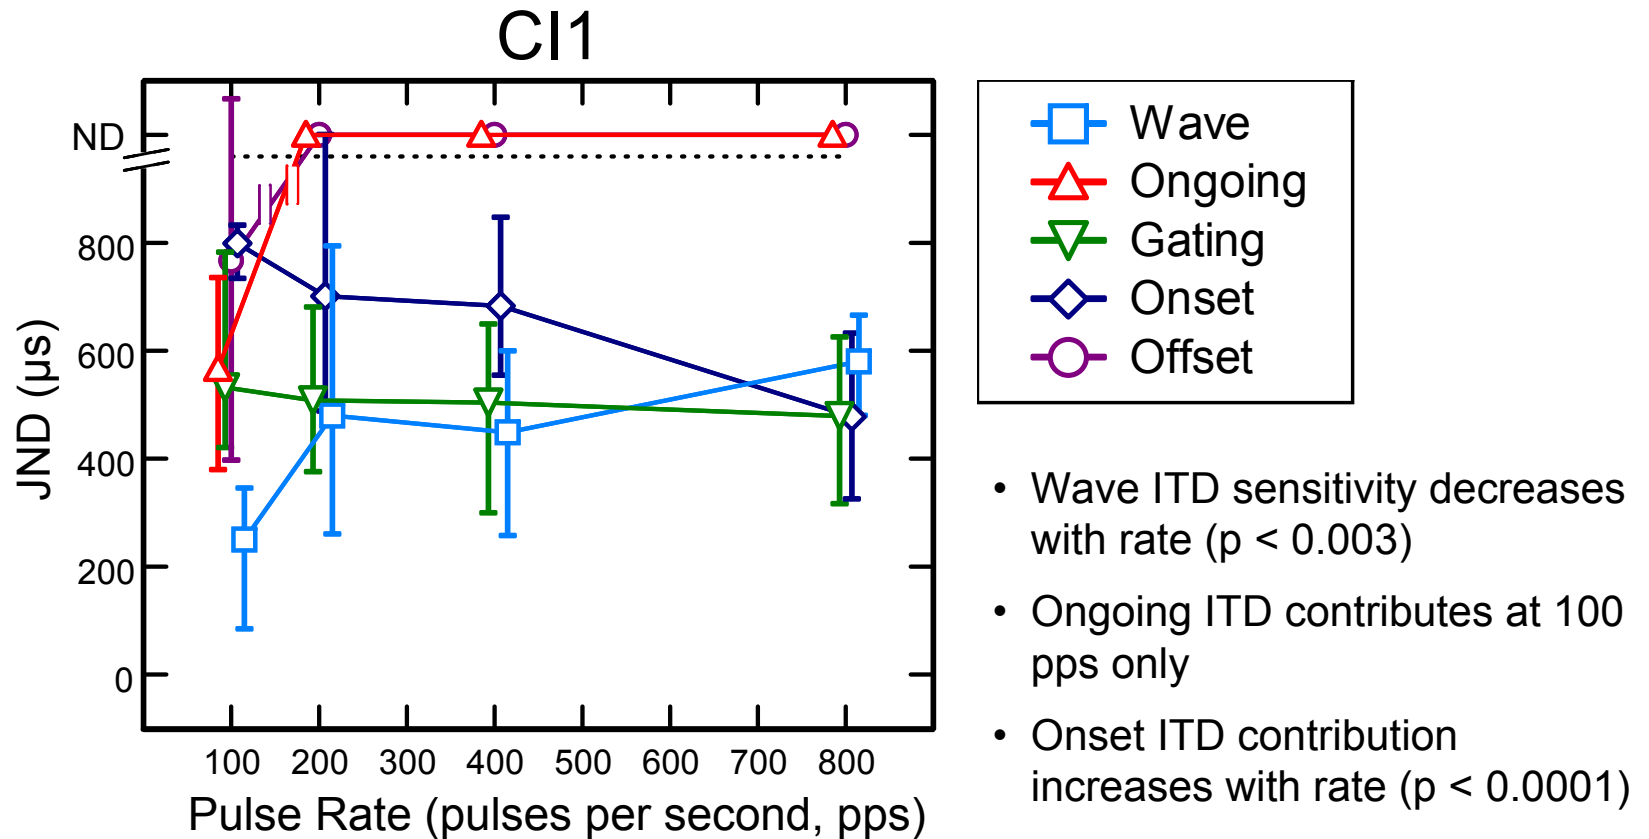 CI1
ND
800
600
400
200
0
JND (µs)
100 200 300 400 500 600 700 800
Pulse Rate (pulses per second, pps)
Wave
Ongoing
Gating
Onset
Offset
• Wave ITD sensitivity decreases
with rate (p < 0.003)
• Ongoing ITD contributes at 100
pps only
• Onset ITD contribution
increases with rate (p < 0.0001)